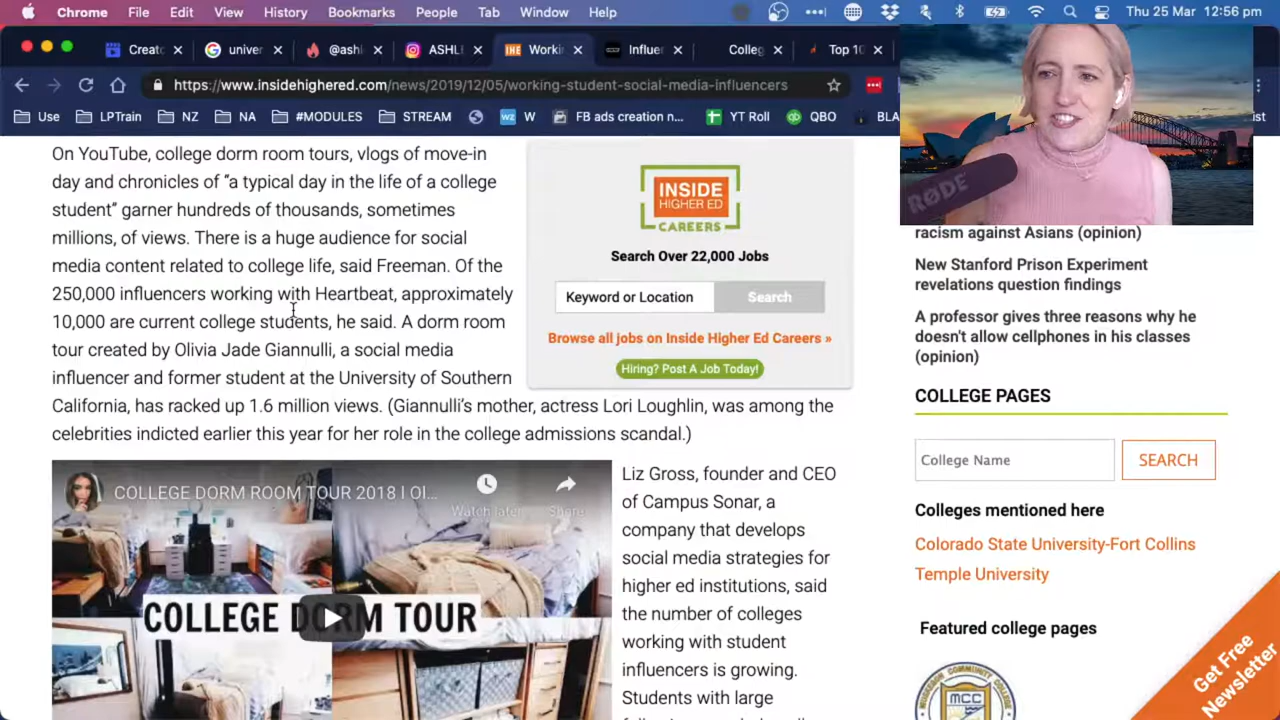 Chrome File Edit View History Bookmarks People Tab Window Help Thu 25 Mar 12:56 pm
Creato univer @ashl ASHLE Workin Influen Colleg Top 10
https://www.insidehighered.com/news/2019/12/05/working-student-social-media-influencers
Use LPTrain NZ NA #MODULES STREAM W FB ads creation n... YT Roll QBO BLA ist
RØDE
On YouTube, college dorm room tours, vlogs of move-in
day and chronicles of “a typical day in the life of a college
student” garner hundreds of thousands, sometimes
millions, of views. There is a huge audience for social
media content related to college life, said Freeman. Of the
250,000 influencers working with Heartbeat, approximately
10,000 are current college students, he said. A dorm room
tour created by Olivia Jade Giannulli, a social media
influencer and former student at the University of Southern
California, has racked up 1.6 million views. (Giannulli’s mother, actress Lori Loughlin, was among the
celebrities indicted earlier this year for her role in the college admissions scandal.)
INSIDE
HIGHER ED
CAREERS
Search Over 22,000 Jobs
Keyword or Location Search
Browse all jobs on Inside Higher Ed Careers »
Hiring? Post A Job Today!
COLLEGE DORM ROOM TOUR 2018 I Ol...
Watch later Share
COLLEGE DORM TOUR
Liz Gross, founder and CEO
of Campus Sonar, a
company that develops
social media strategies for
higher ed institutions, said
the number of colleges
working with student
influencers is growing.
Students with large
racism against Asians (opinion)
New Stanford Prison Experiment
revelations question findings
A professor gives three reasons why he
doesn't allow cellphones in his classes
(opinion)
COLLEGE PAGES
College Name SEARCH
Colleges mentioned here
Colorado State University-Fort Collins
Temple University
Featured college pages
MCC
Get Free
Newsletter